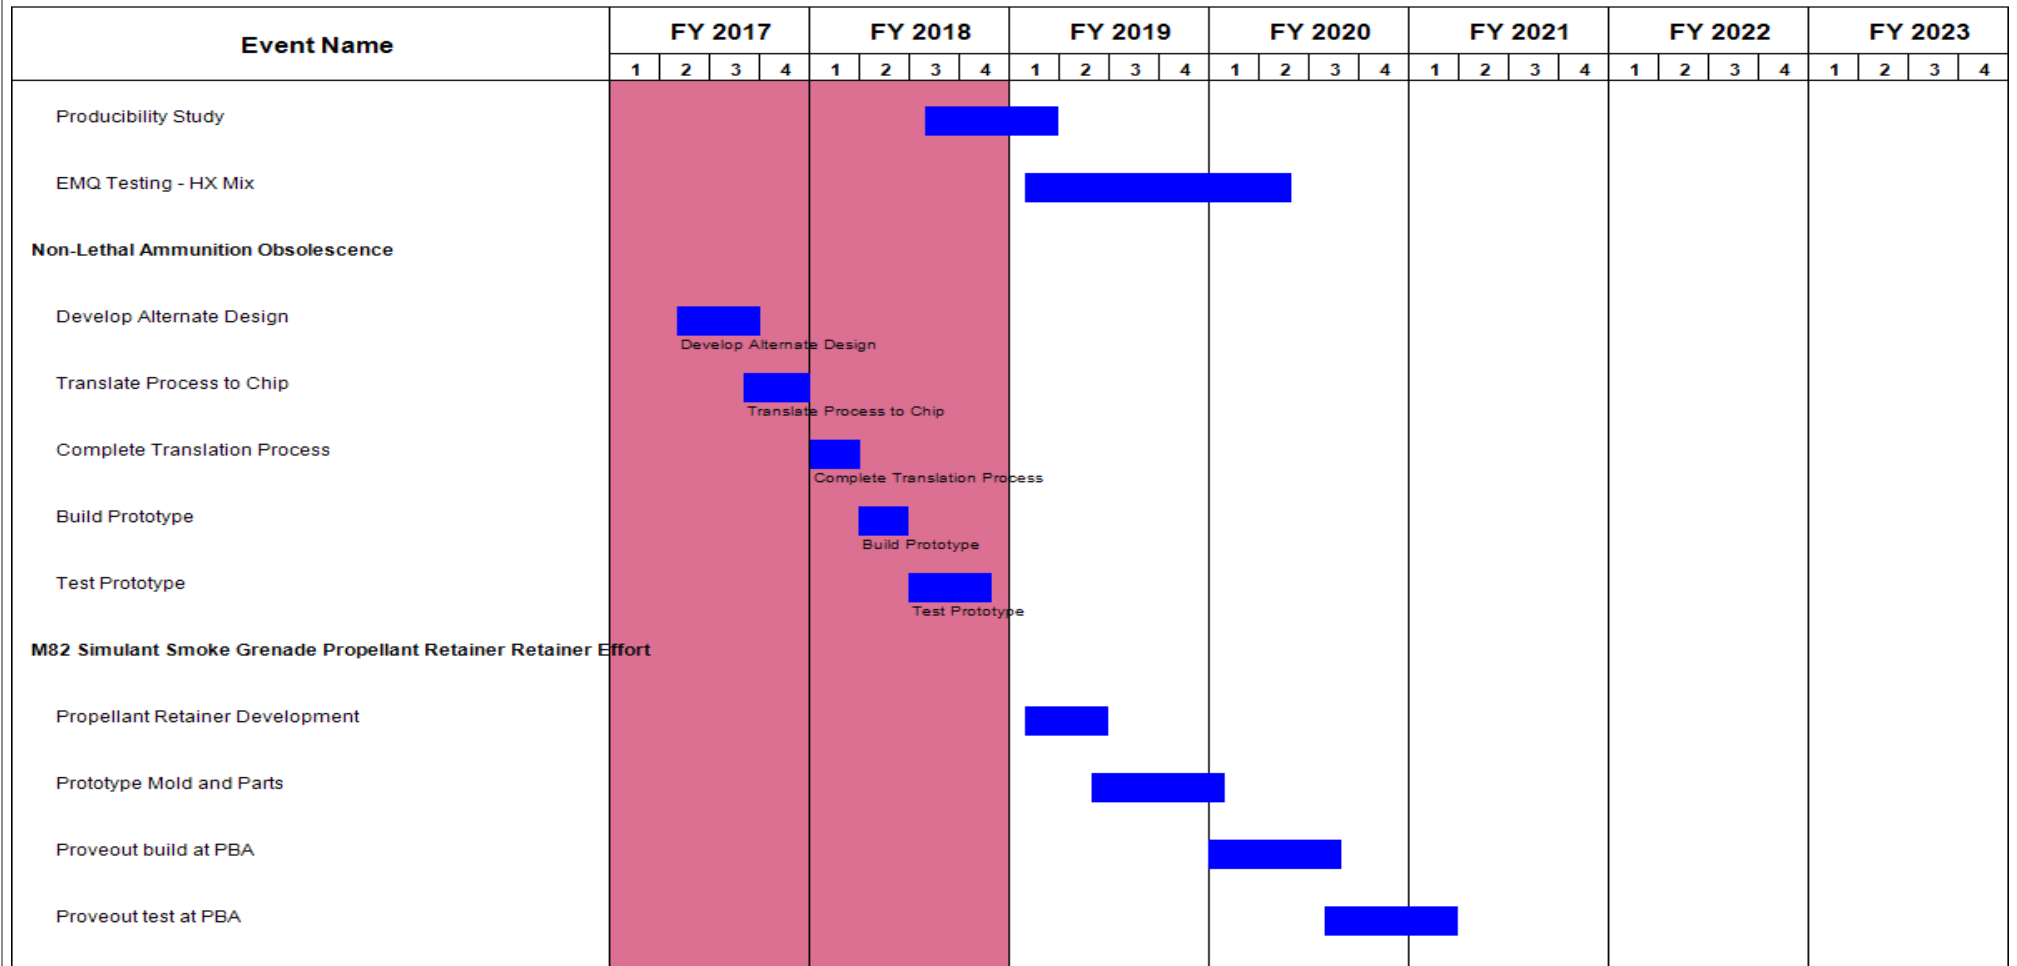 Event Name FY 2017 FY 2018 FY 2019 FY 2020 FY 2021 FY 2022 FY 2023
1 2 3 4 1 2 3 4 1 2 3 4 1 2 3 4 1 2 3 4 1 2 3 4 1 2 3 4
Producibility Study
EMQ Testing - HX Mix
Non-Lethal Ammunition Obsolescence
Develop Alternate Design
Develop Alternate Design
Translate Process to Chip
Translate Process to Chip
Complete Translation Process
Complete Translation Process
Build Prototype
Build Prototype
Test Prototype
Test Prototype
M82 Simulant Smoke Grenade Propellant Retainer Retainer Effort
Propellant Retainer Development
Prototype Mold and Parts
Proveout build at PBA
Proveout test at PBA